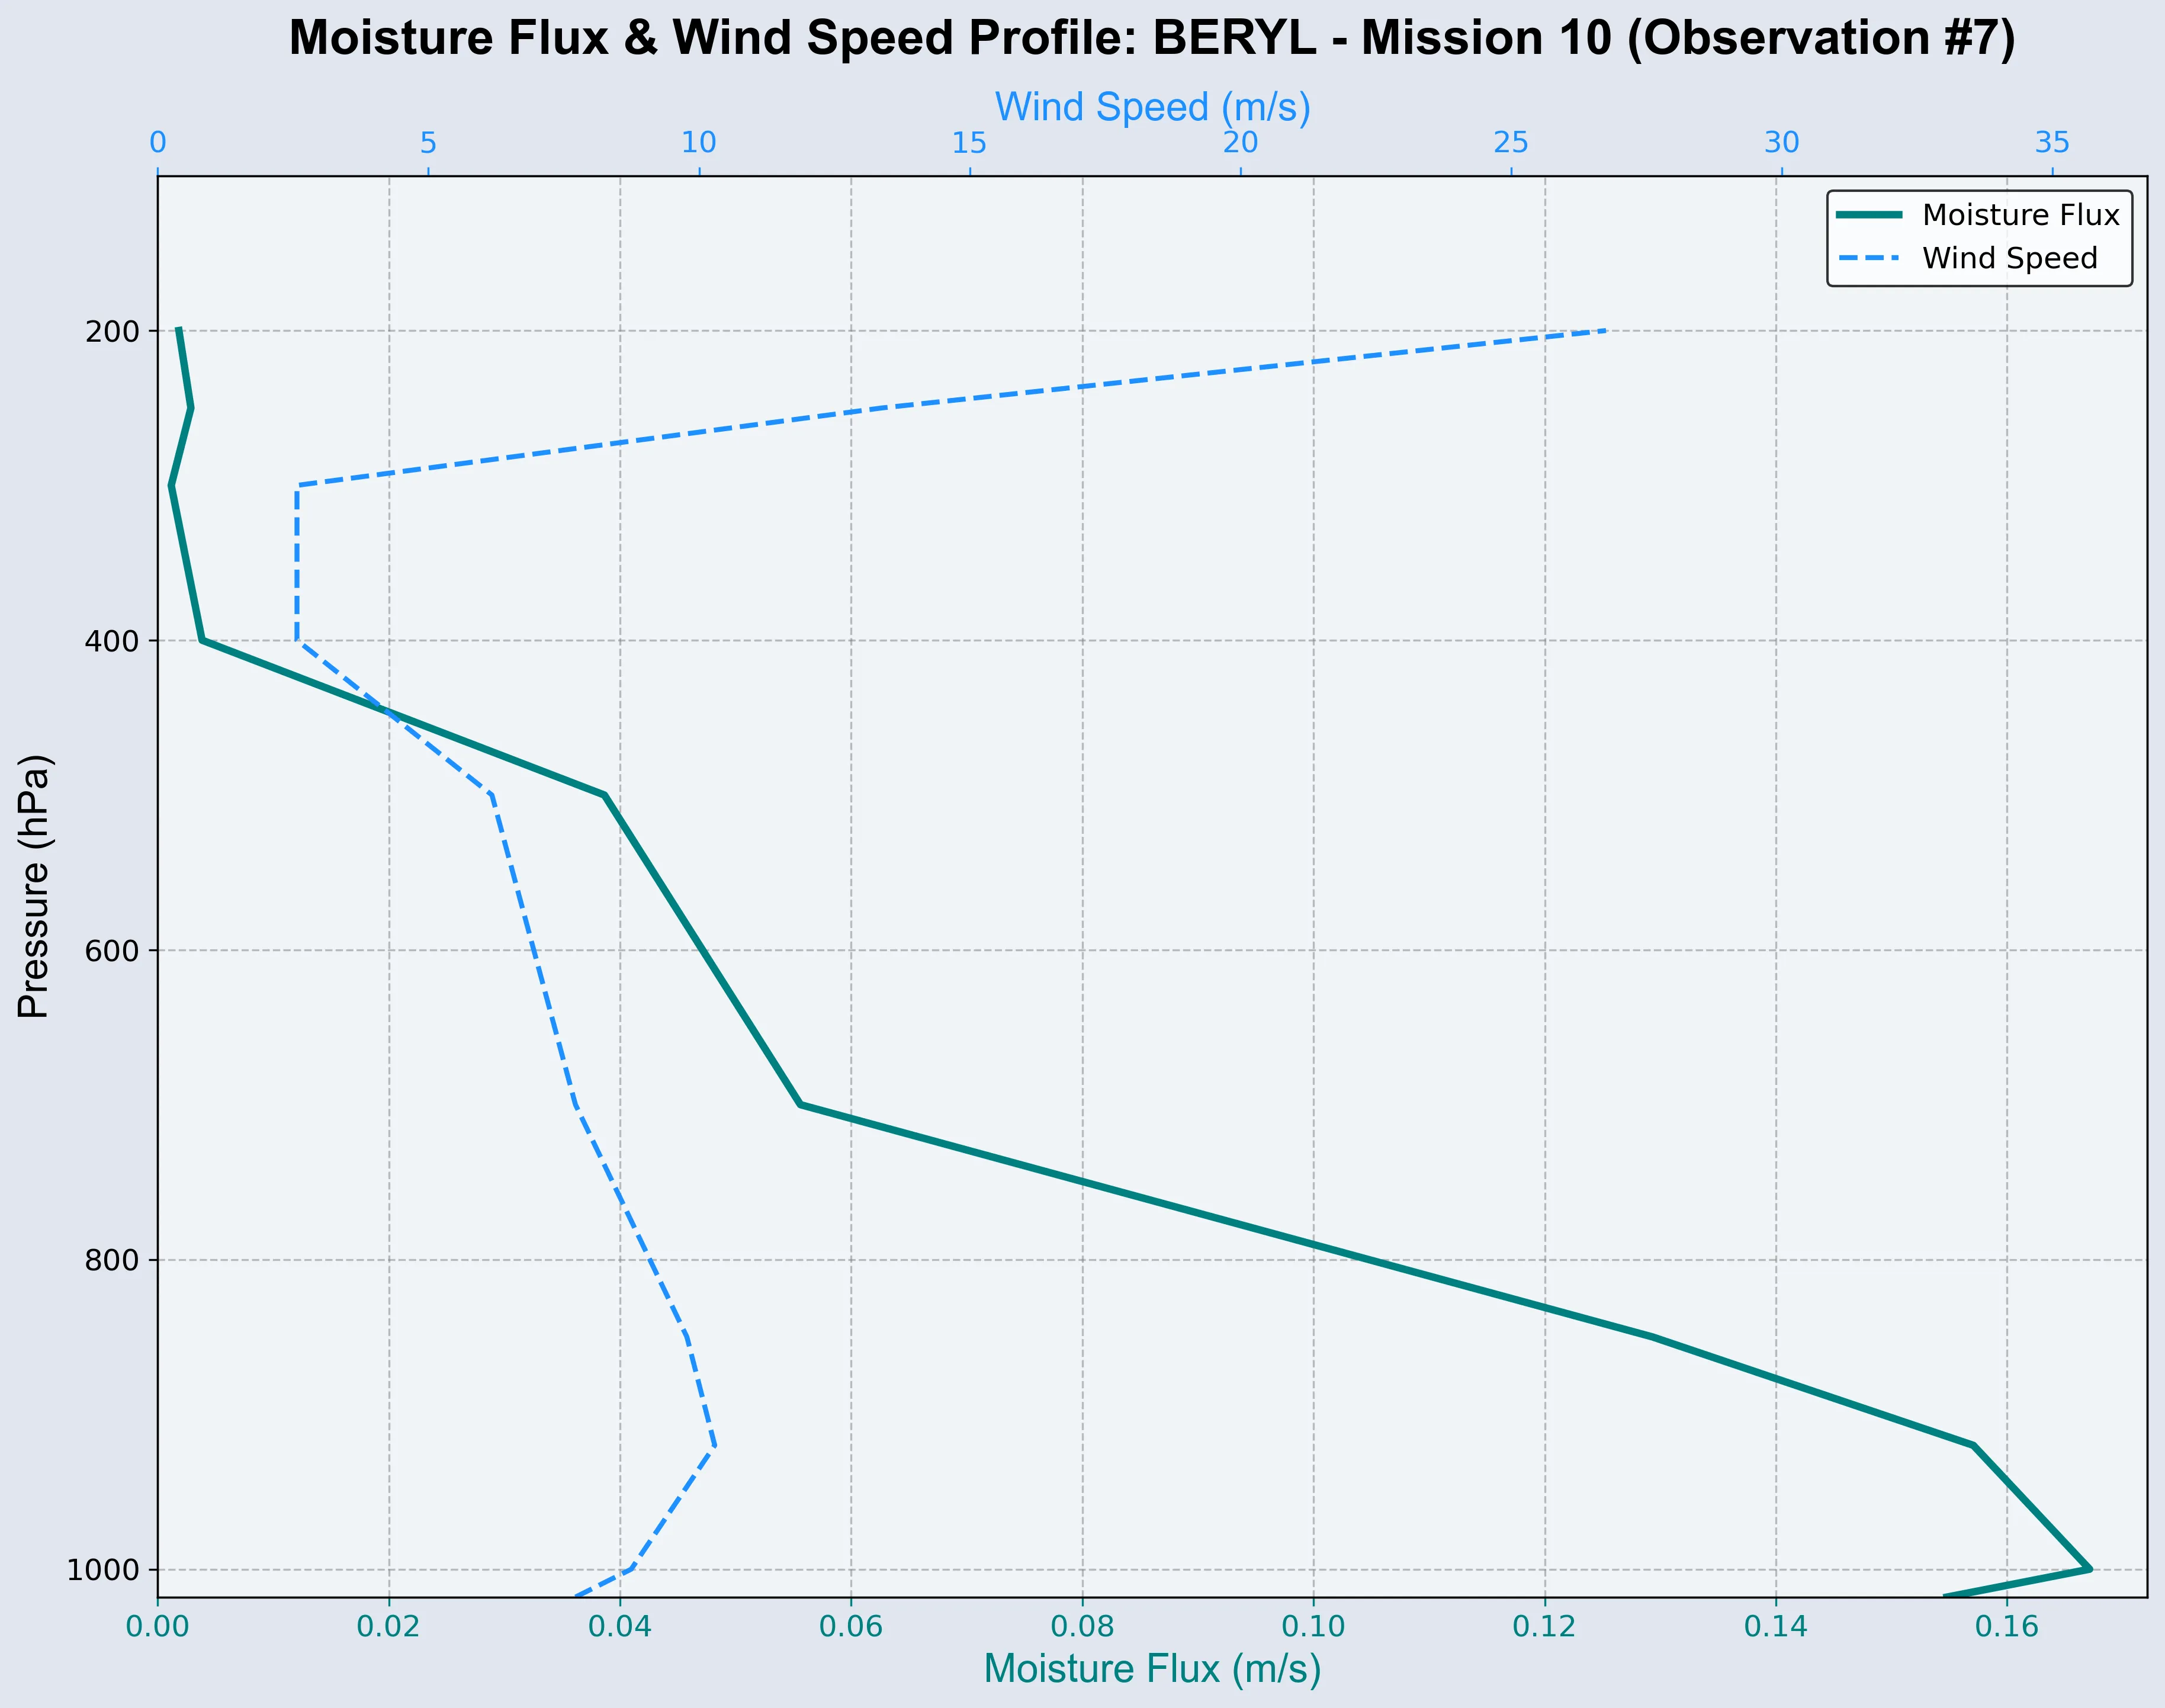 Moisture Flux & Wind Speed Profile: BERYL - Mission 10 (Observation #7)
Wind Speed (m/s)
0 5 10 15 20 25 30 35
Moisture Flux
Wind Speed
200
400
600
800
1000
Pressure (hPa)
0.00 0.02 0.04 0.06 0.08 0.10 0.12 0.14 0.16
Moisture Flux (m/s)